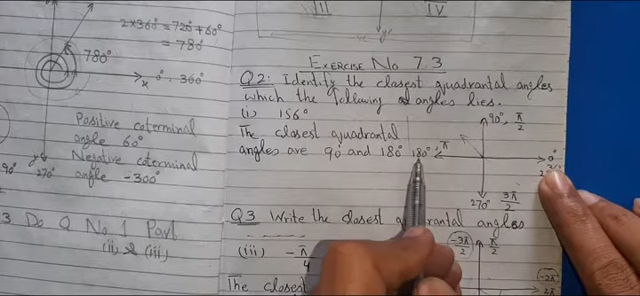 III
IV
2×360° = 720° + 60°
= 780°
780°
x 0°, 360°
Positive coterminal
angle 60°
Negative coterminal
angle -300°
90°
270°
3 Do Q No 1 Part
(ii, & (iii)
EXERCISE No 7.3
Q2: Identify the closest quadrantal angles
which the following angles lies.
(i) 156°
The closest quadrantal
angles are 90° and 180°
90°, π/2
180°, π
0°
270° 3π/2
Q3 Write the closest quadrantal angles
(iii) -π/4
-3π/2 π/2
The closest
-2π
2π